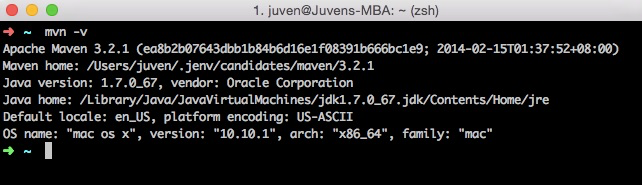 1. juven@Juvens-MBA: ~ (zsh)
➜ ~ mvn -v
Apache Maven 3.2.1 (ea8b2b07643dbb1b84b6d16e1f08391b666bc1e9; 2014-02-15T01:37:52+08:00)
Maven home: /Users/juven/.jenv/candidates/maven/3.2.1
Java version: 1.7.0_67, vendor: Oracle Corporation
Java home: /Library/Java/JavaVirtualMachines/jdk1.7.0_67.jdk/Contents/Home/jre
Default locale: en_US, platform encoding: US-ASCII
OS name: "mac os x", version: "10.10.1", arch: "x86_64", family: "mac"
➜ ~